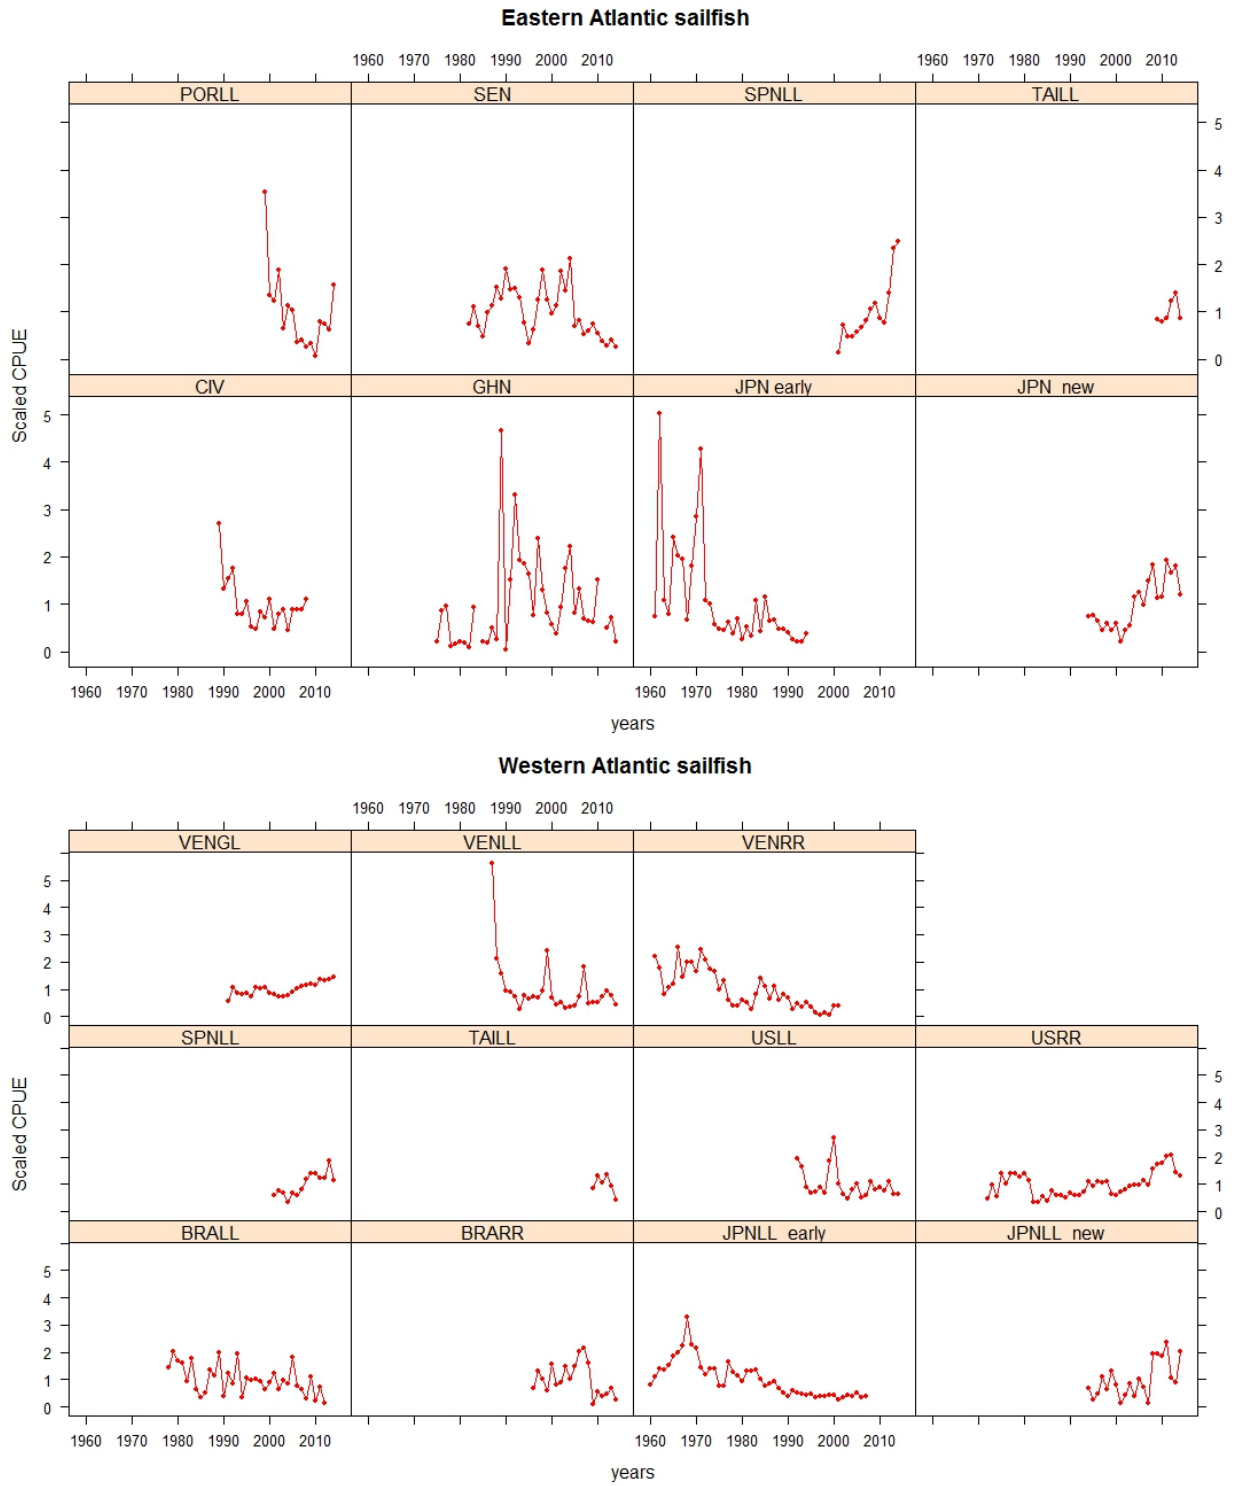 Eastern Atlantic sailfish
1960 1970 1980 1990 2000 2010 1960 1970 1980 1990 2000 2010
PORLL SEN SPNLL TAILL
5
4
3
2
1
0
Scaled CPUE
CIV GHN JPN early JPN new
5
4
3
2
1
0
1960 1970 1980 1990 2000 2010 1960 1970 1980 1990 2000 2010
years
Western Atlantic sailfish
1960 1970 1980 1990 2000 2010
VENGL VENLL VENRR
5
4
3
2
1
0
SPNLL TAILL USLL USRR
Scaled CPUE
5
4
3
2
1
0
BRALL BRARR JPNLL early JPNLL new
5
4
3
2
1
0
1960 1970 1980 1990 2000 2010 1960 1970 1980 1990 2000 2010
years